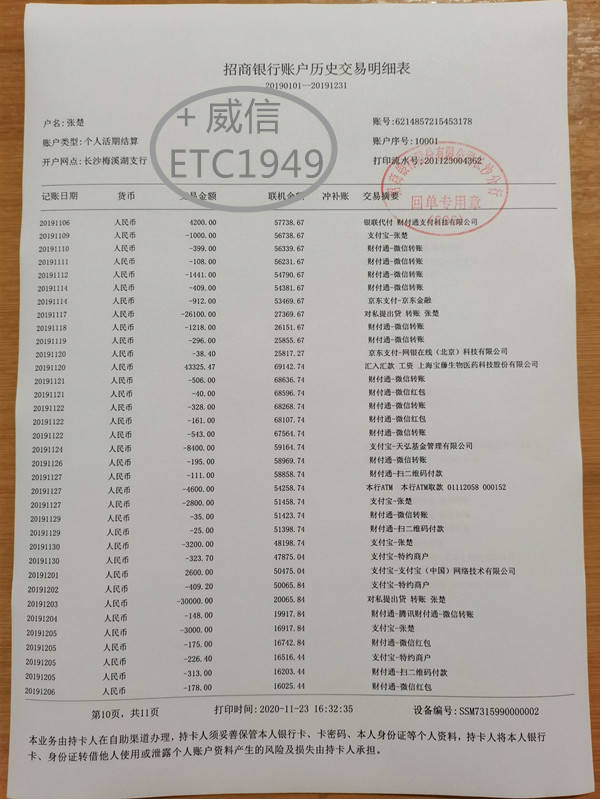 招商银行账户历史交易明细表
20190101--20191231
+ 威信
ETC1949
户名:张楚
账号:6214857215453178
账户类型:个人活期结算
账户序号:10001
开户网点:长沙梅溪湖支行
打印流水号:201123004362
回单专用章
记账日期 货币 交易金额 联机余额 冲补账 交易摘要
20191106 人民币 4200.00 57738.67 银联代付 财付通支付科技有限公司
20191109 人民币 -1000.00 56738.67 支付宝-张楚
20191110 人民币 -399.00 56339.67 财付通-微信转账
20191111 人民币 -108.00 56231.67 财付通-微信转账
20191112 人民币 -1441.00 54790.67 财付通-微信转账
20191114 人民币 -409.00 54381.67 财付通-微信转账
20191114 人民币 -912.00 53469.67 京东支付-京东金融
20191117 人民币 -26100.00 27369.67 对私提出贷 转账 张楚
20191118 人民币 -1218.00 26151.67 财付通-微信转账
20191119 人民币 -296.00 25855.67 财付通-微信转账
20191120 人民币 -38.40 25817.27 京东支付-网银在线（北京）科技有限公司
20191120 人民币 43325.47 69142.74 汇入汇款 工资 上海宝藤生物医药科技股份有限公司
20191121 人民币 -506.00 68636.74 财付通-微信转账
20191121 人民币 -40.00 68596.74 财付通-微信红包
20191122 人民币 -328.00 68268.74 财付通-微信转账
20191122 人民币 -161.00 68107.74 财付通-微信红包
20191122 人民币 -543.00 67564.74 财付通-微信转账
20191124 人民币 -8400.00 59164.74 支付宝-天弘基金管理有限公司
20191126 人民币 -195.00 58969.74 财付通-微信转账
20191127 人民币 -111.00 58858.74 财付通-扫二维码付款
20191127 人民币 -4600.00 54258.74 本行ATM 本行ATM取款 01112058 000152
20191127 人民币 -2800.00 51458.74 支付宝-张楚
20191129 人民币 -35.00 51423.74 财付通-微信转账
20191129 人民币 -25.00 51398.74 财付通-扫二维码付款
20191130 人民币 -3200.00 48198.74 支付宝-张楚
20191130 人民币 -323.70 47875.04 支付宝-特约商户
20191201 人民币 2600.00 50475.04 支付宝-支付宝（中国）网络技术有限公司
20191202 人民币 -409.20 50065.84 支付宝-特约商户
20191203 人民币 -30000.00 20065.84 对私提出贷 转账 张楚
20191204 人民币 -148.00 19917.84 财付通-腾讯财付通-微信转账
20191205 人民币 -3000.00 16917.84 支付宝-张楚
20191205 人民币 -175.00 16742.84 财付通-微信红包
20191205 人民币 -226.40 16516.44 支付宝-特约商户
20191205 人民币 -313.00 16203.44 财付通-微信转账
20191206 人民币 -178.00 16025.44 财付通-微信红包
第10页，共11页 打印时间:2020-11-23 16:32:35 设备编号:SSM7315990000002
本业务由持卡人在自助渠道办理，持卡人须妥善保管本人银行卡、卡密码、本人身份证等个人资料，持卡人将本人银行
卡、身份证转借他人使用或泄露个人账户资料产生的风险及损失由持卡人承担。